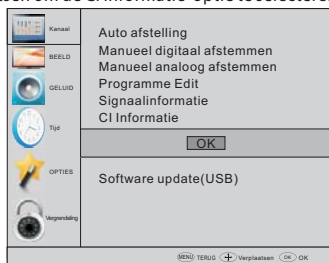 Kanaal
BEELD
GELUID
Tijd
OPTIES
Vergrendeling
Auto afstelling
Manueel digitaal afstemmen
Manueel analoog afstemmen
Programme Edit
Signaalinformatie
CI Informatie
OK
Software update(USB)
MENU TERUG Verplaatsen OK OK